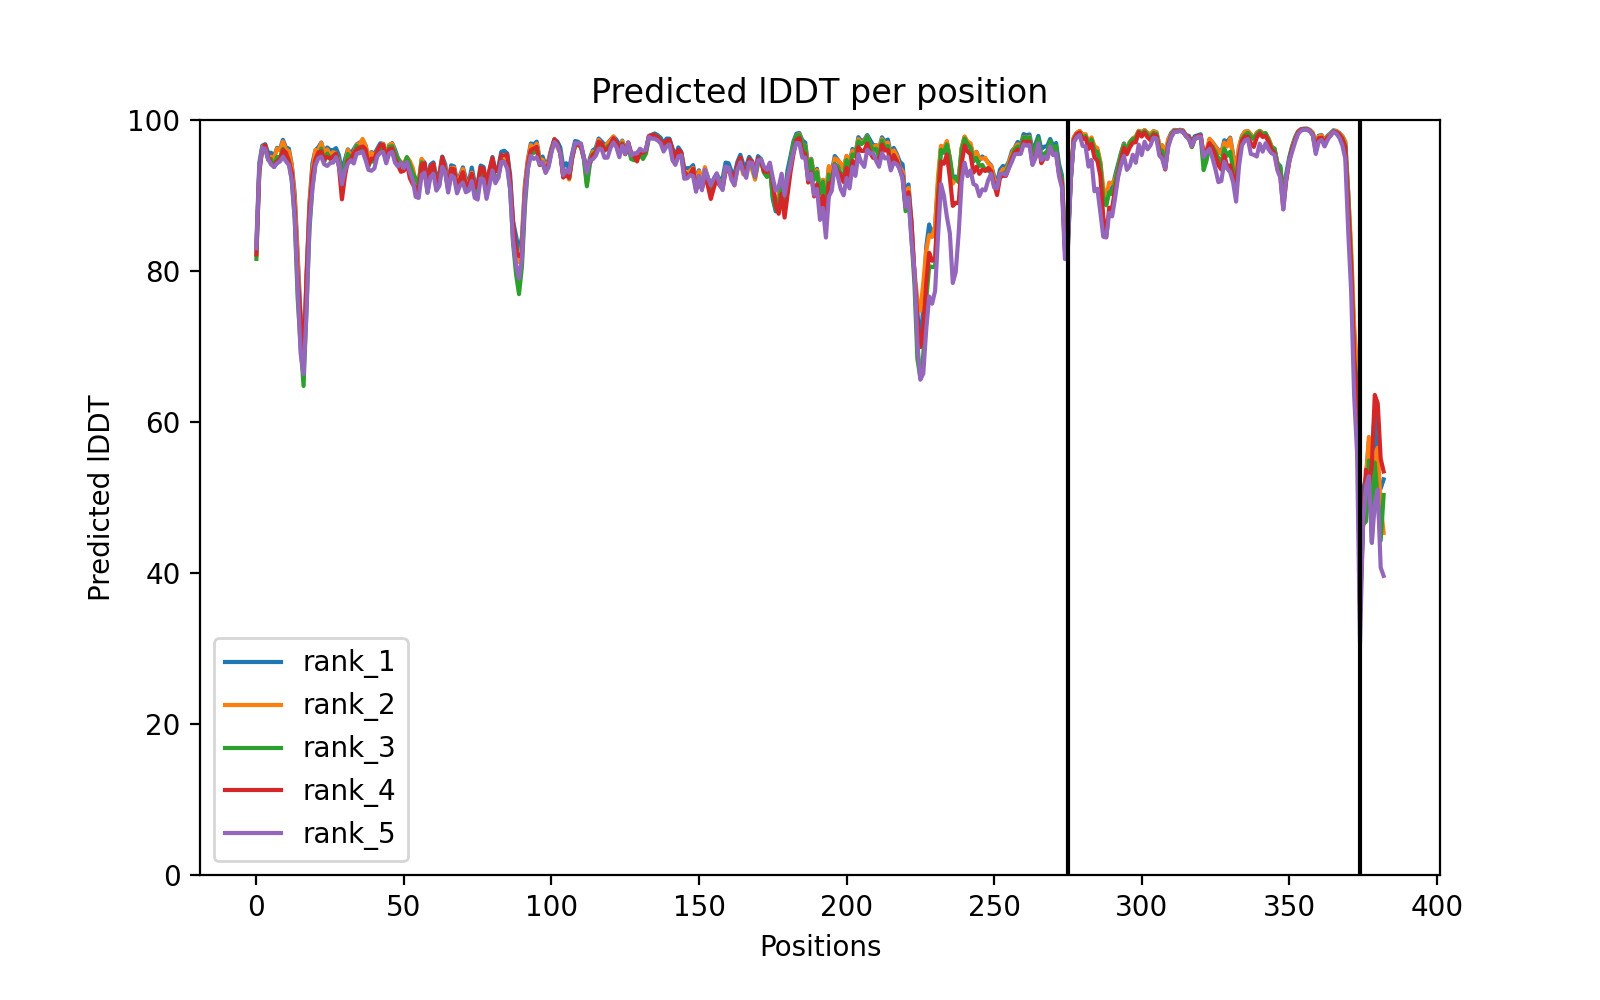 Predicted lDDT per position
100
80
60
40
20
0
Predicted lDDT
rank_1
rank_2
rank_3
rank_4
rank_5
0 50 100 150 200 250 300 350 400
Positions